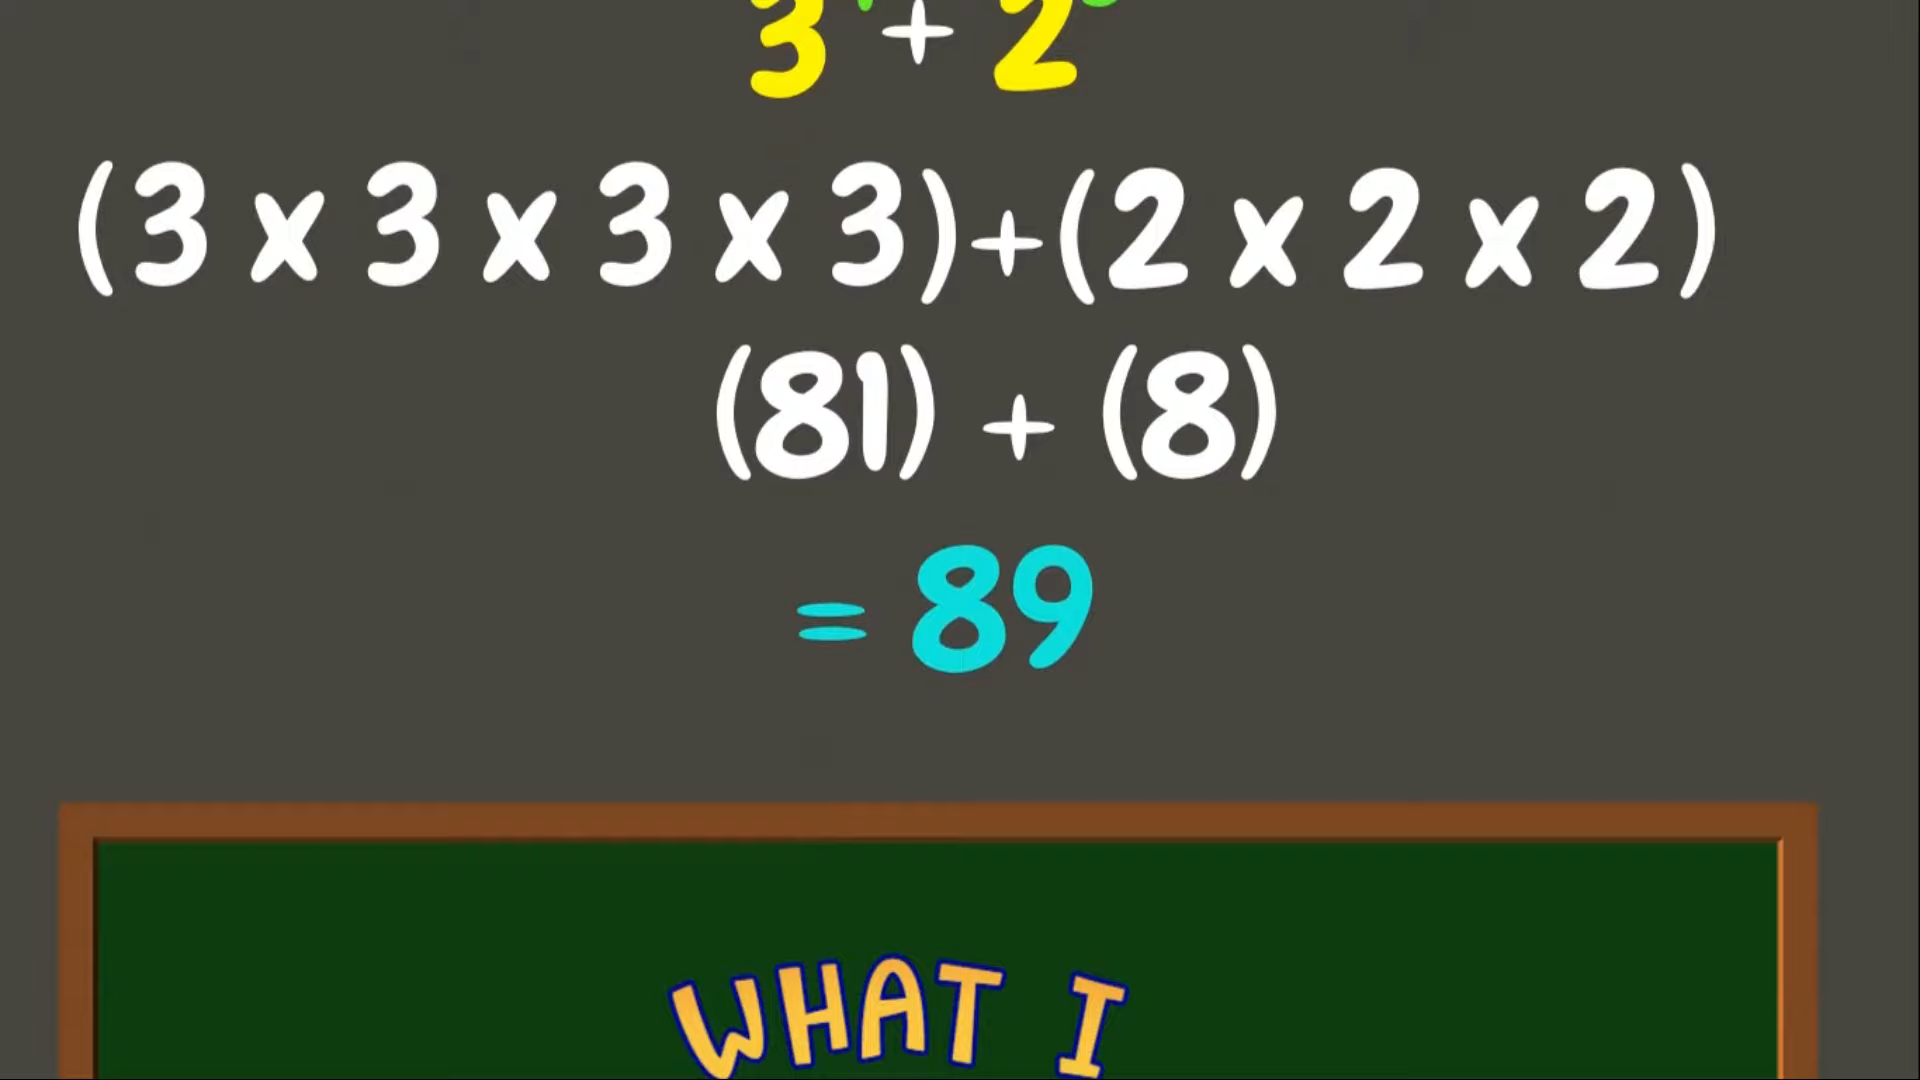 3 + 2
(3 x 3 x 3 x 3)+(2 x 2 x 2)
(81) + (8)
= 89
WHAT I